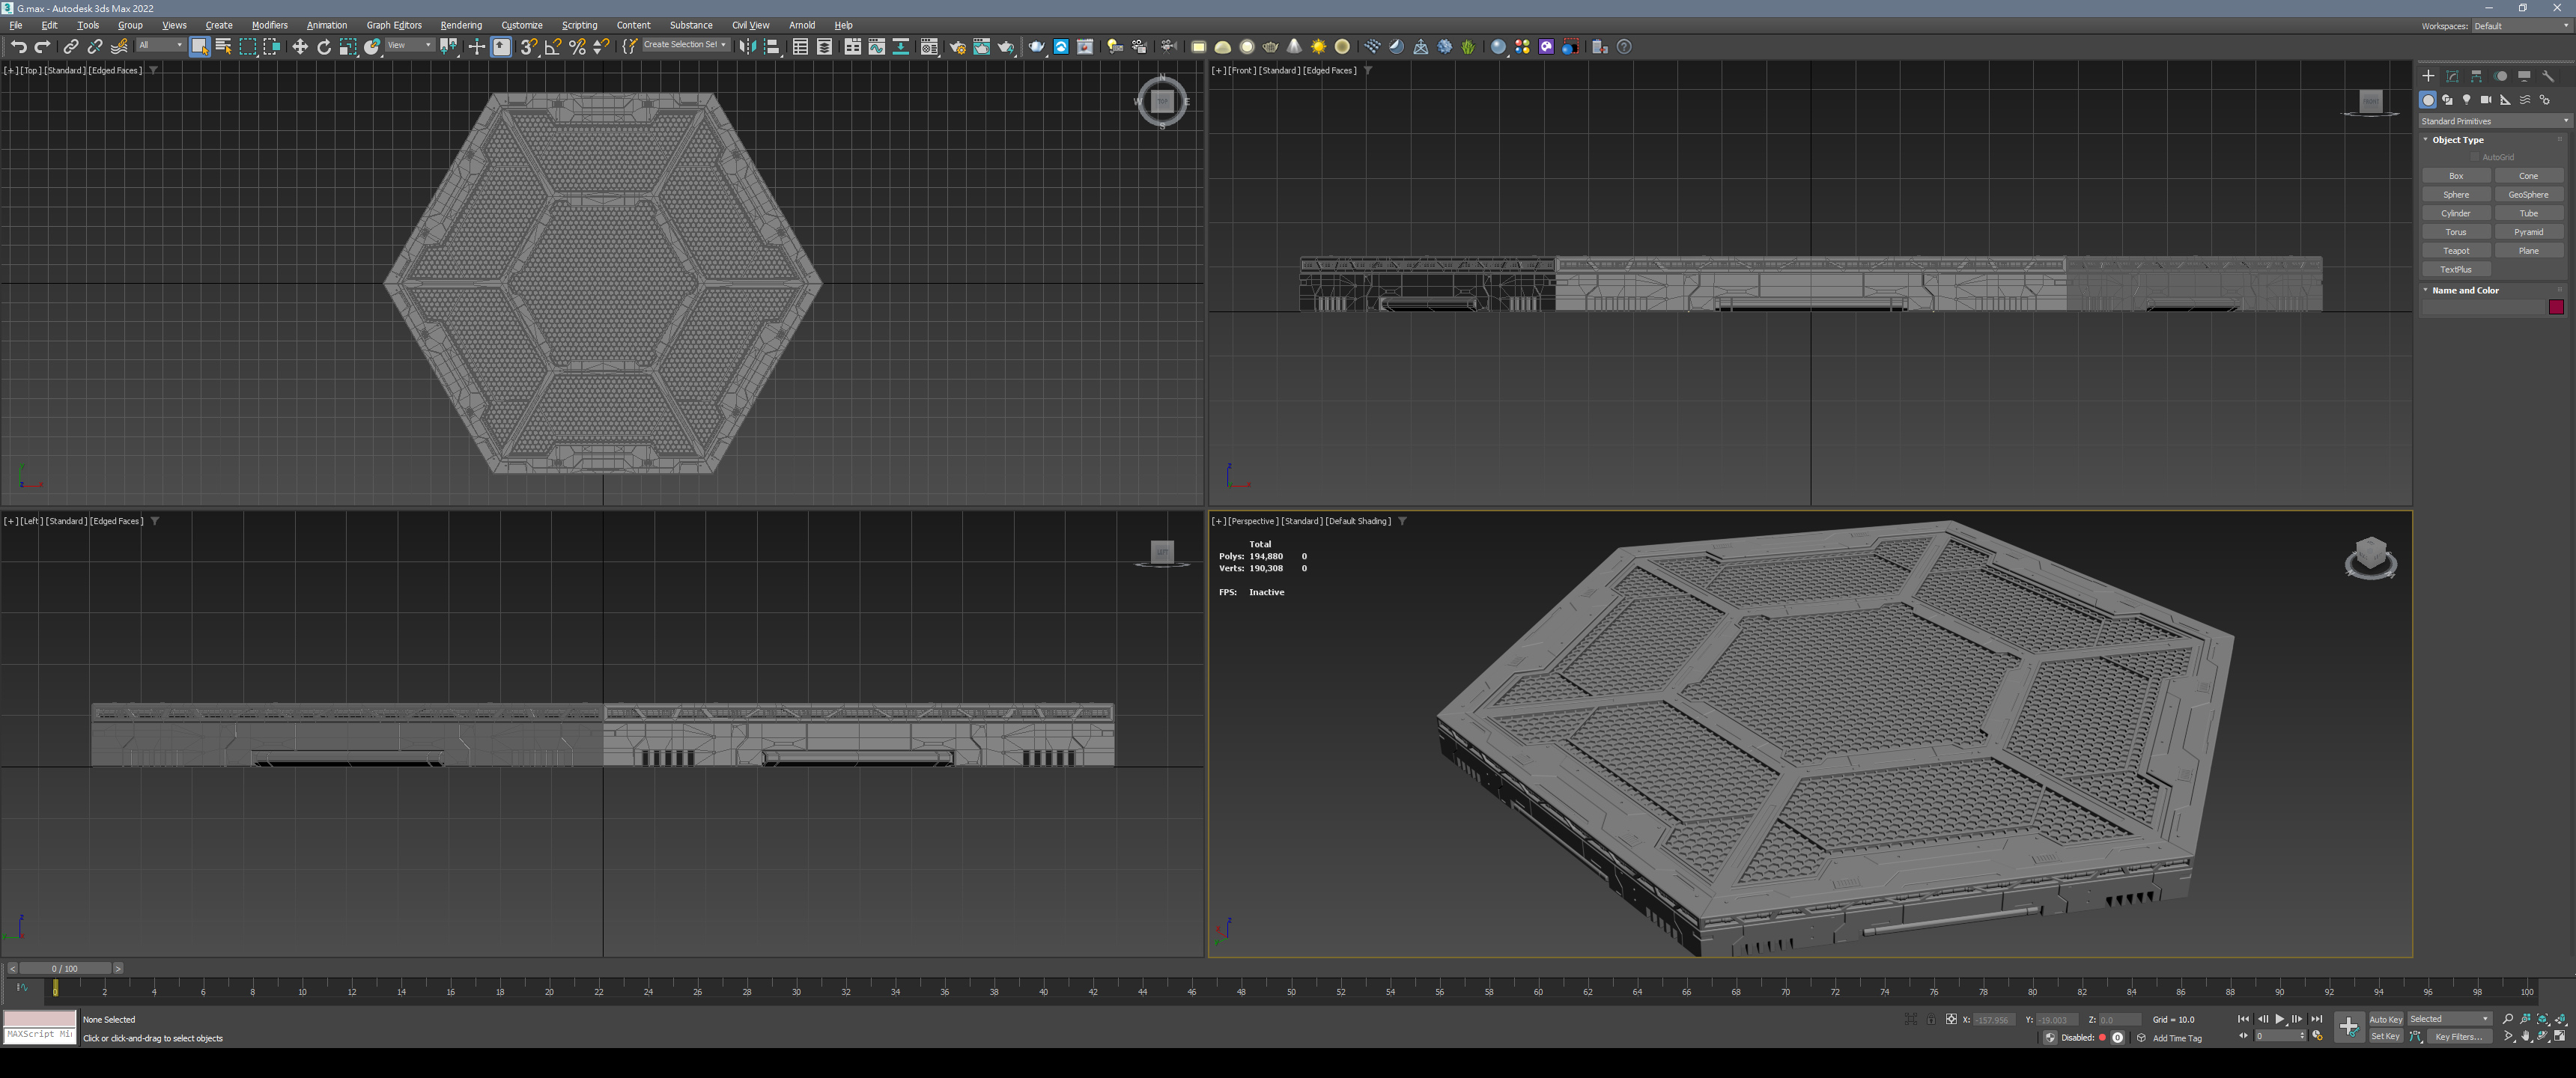 G.max - Autodesk 3ds Max 2022
File Edit Tools Group Views Create Modifiers Animation Graph Editors Rendering Customize Scripting Content Substance Civil View Arnold Help
Workspaces: Default
All
View
Create Selection Set
[+] [Top] [Standard] [Edged Faces]
N
W TOP E
S
[+] [Front] [Standard] [Edged Faces]
FRONT
Standard Primitives
Object Type
AutoGrid
Box Cone
Sphere GeoSphere
Cylinder Tube
Torus Pyramid
Teapot Plane
TextPlus
Name and Color
[+] [Left] [Standard] [Edged Faces]
LEFT
[+] [Perspective] [Standard] [Default Shading]
Total
Polys: 194,880 0
Verts: 190,308 0
FPS: Inactive
0 / 100
0 2 4 6 8 10 12 14 16 18 20 22 24 26 28 30 32 34 36 38 40 42 44 46 48 50 52 54 56 58 60 62 64 66 68 70 72 74 76 78 80 82 84 86 88 90 92 94 96 98 100
None Selected
MAXScript Mi
Click or click-and-drag to select objects
X: -157.956 Y: -19.003 Z: 0.0 Grid = 10.0
Disabled: Add Time Tag
0
Auto Key Selected
Set Key Key Filters...